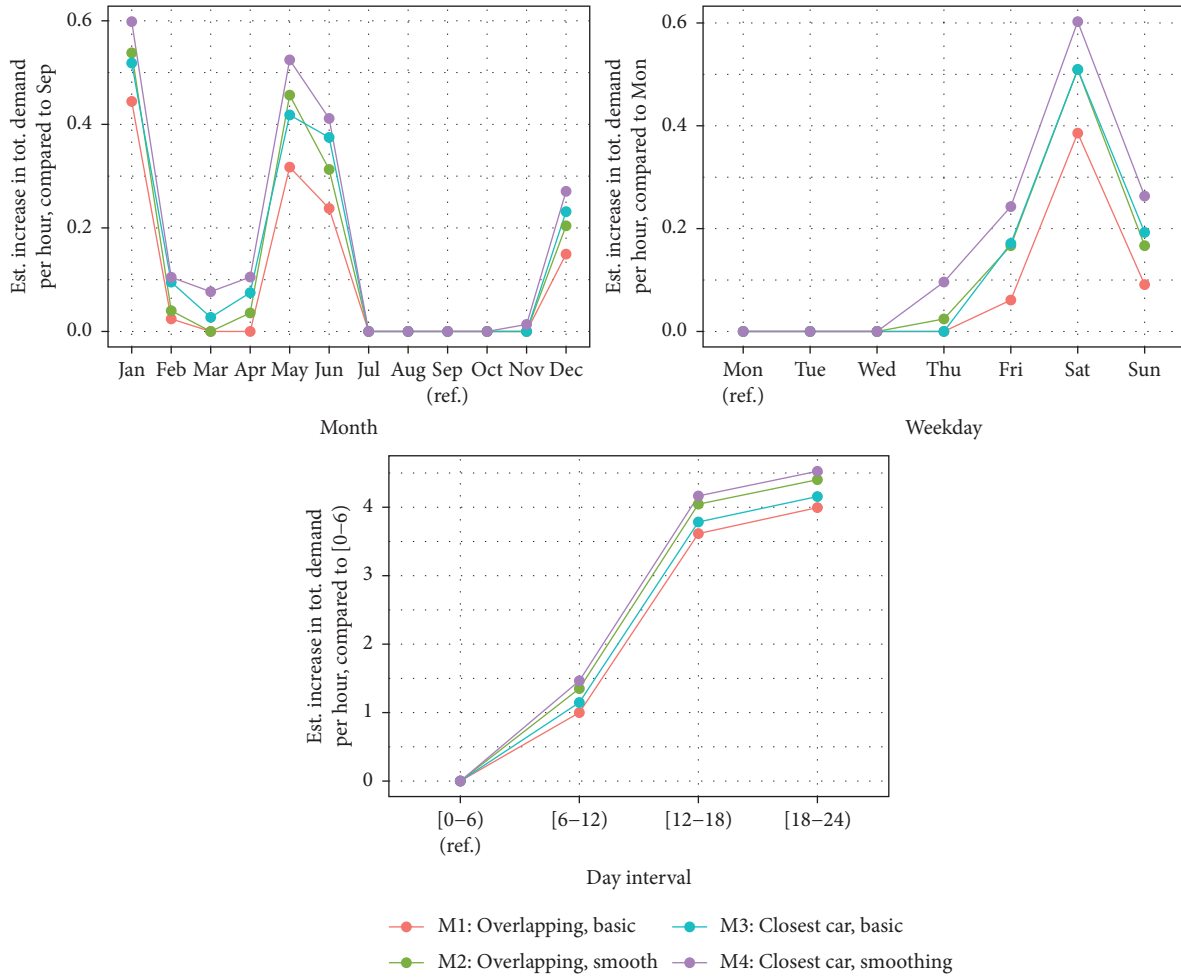 Est. increase in tot. demand
per hour, compared to Sep
0.6
0.4
0.2
0.0
Jan Feb Mar Apr May Jun Jul Aug Sep Oct Nov Dec
(ref.)
Month
Est. increase in tot. demand
per hour, compared to Mon
0.6
0.4
0.2
0.0
Mon Tue Wed Thu Fri Sat Sun
(ref.)
Weekday
Est. increase in tot. demand
per hour, compared to [0–6)
4
3
2
1
0
[0–6) [6–12) [12–18) [18–24)
(ref.)
Day interval
M1: Overlapping, basic
M2: Overlapping, smooth
M3: Closest car, basic
M4: Closest car, smoothing